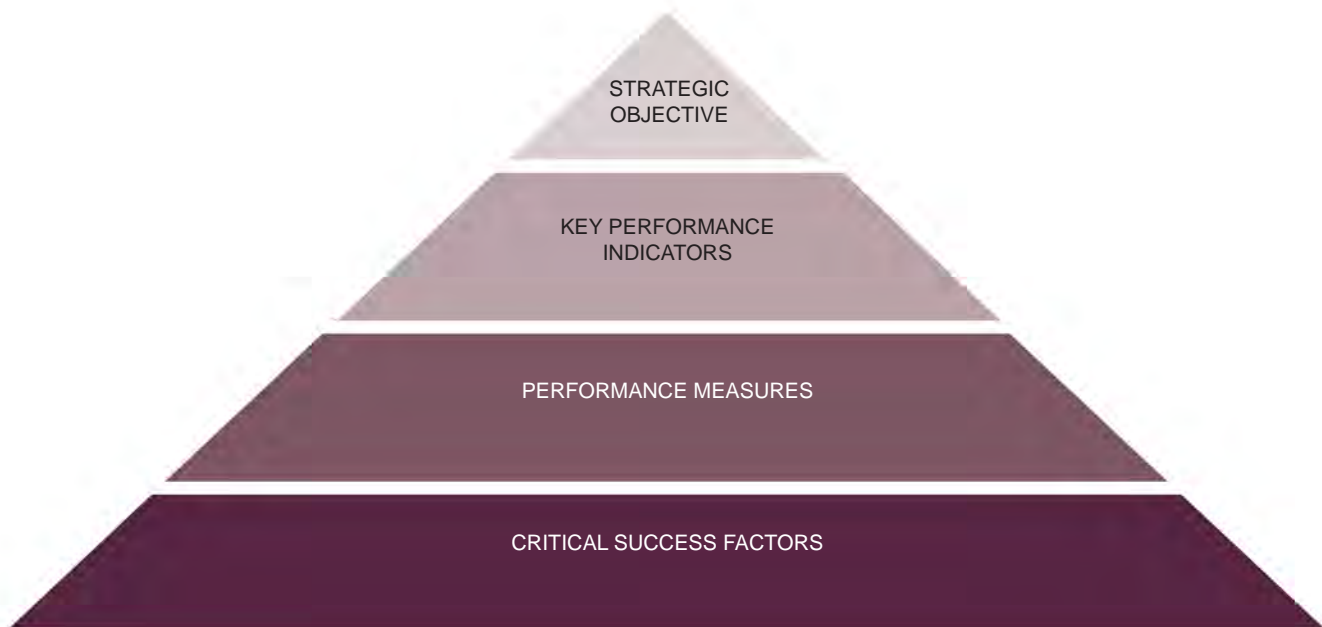 STRATEGIC
OBJECTIVE
KEY PERFORMANCE
INDICATORS
PERFORMANCE MEASURES
CRITICAL SUCCESS FACTORS